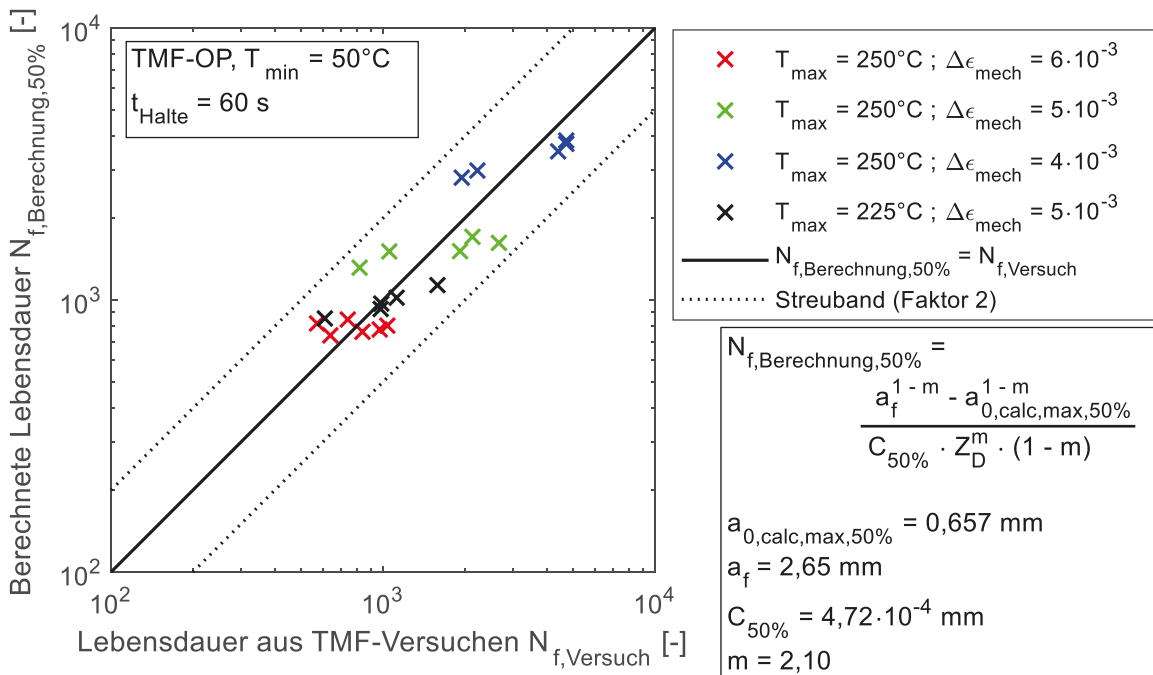 Berechnete Lebensdauer N_f,Berechnung,50% [-]
10^4
10^3
10^2
TMF-OP, T_min = 50°C
t_Halte = 60 s
10^2 10^3 10^4
Lebensdauer aus TMF-Versuchen N_f,Versuch [-]
T_max = 250°C ; Δϵ_mech = 6·10^-3
T_max = 250°C ; Δϵ_mech = 5·10^-3
T_max = 250°C ; Δϵ_mech = 4·10^-3
T_max = 225°C ; Δϵ_mech = 5·10^-3
N_f,Berechnung,50% = N_f,Versuch
Streuband (Faktor 2)
N_f,Berechnung,50% =
a_f^1 - m - a_0,calc,max,50%^1 - m
C_50% · Z_D^m · (1 - m)
a_0,calc,max,50% = 0,657 mm
a_f = 2,65 mm
C_50% = 4,72·10^-4 mm
m = 2,10